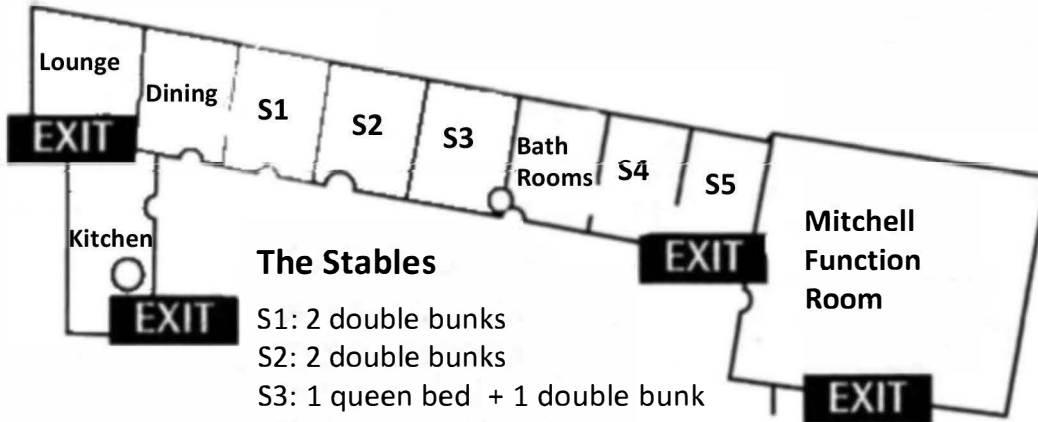 Lounge
Dining
S1
S2
S3
Bath
Rooms
S4
S5
EXIT
Kitchen
EXIT
EXIT
Mitchell
Function
Room
EXIT
The Stables
S1: 2 double bunks
S2: 2 double bunks
S3: 1 queen bed + 1 double bunk